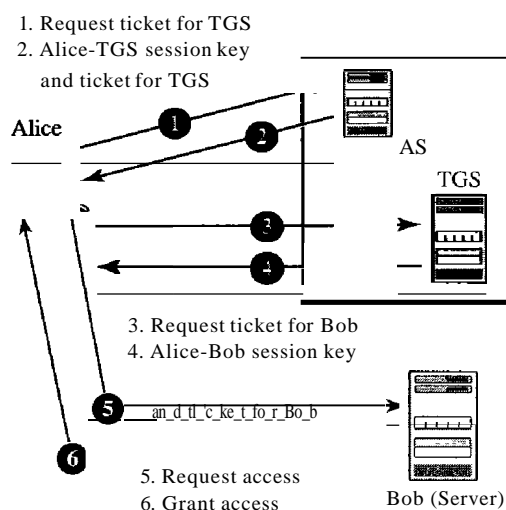 1. Request ticket for TGS
2. Alice-TGS session key
and ticket for TGS
Alice
1
2
AS
TGS
3
4
3. Request ticket for Bob
4. Alice-Bob session key
5
an_d_tl_'c_ke_t_fo_r_Bo_b
6
5. Request access
6. Grant access
Bob (Server)